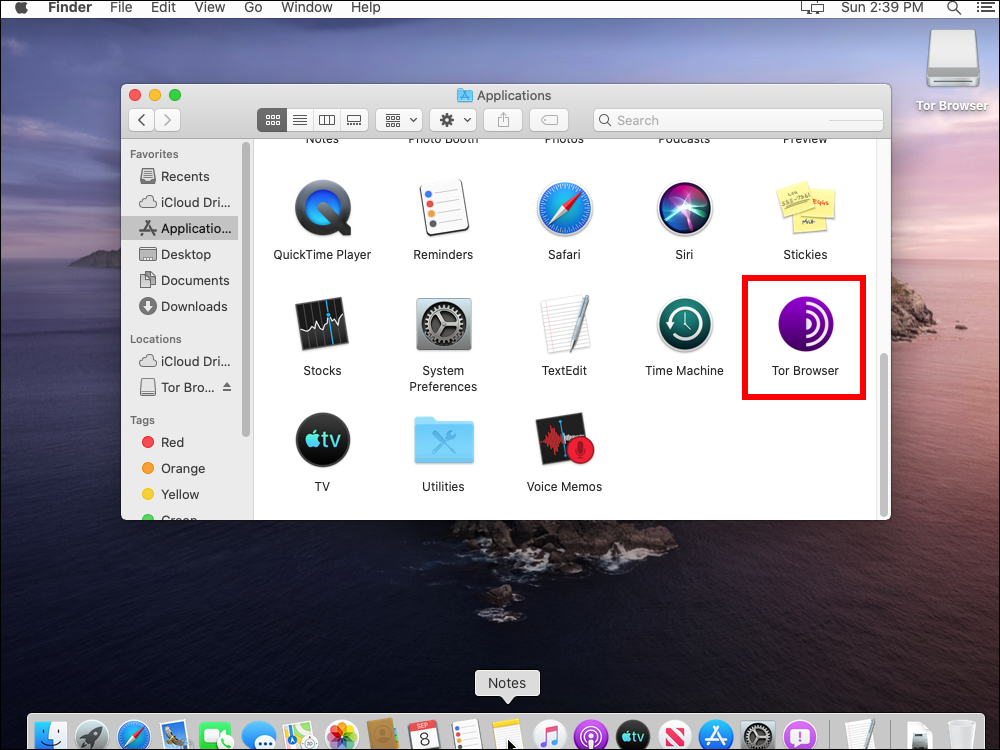 Finder File Edit View Go Window Help Sun 2:39 PM
Tor Browser
Applications
Search
Favorites
Recents
iCloud Dri...
Applicatio...
Desktop
Documents
Downloads
Locations
iCloud Dri...
Tor Bro...
Tags
Red
Orange
Yellow
Green
Notes Photo Booth Photos Podcasts Preview
QuickTime Player Reminders Safari Siri Stickies
Stocks System Preferences TextEdit Time Machine Tor Browser
tv
TV Utilities Voice Memos
Notes
SEP
8
tv